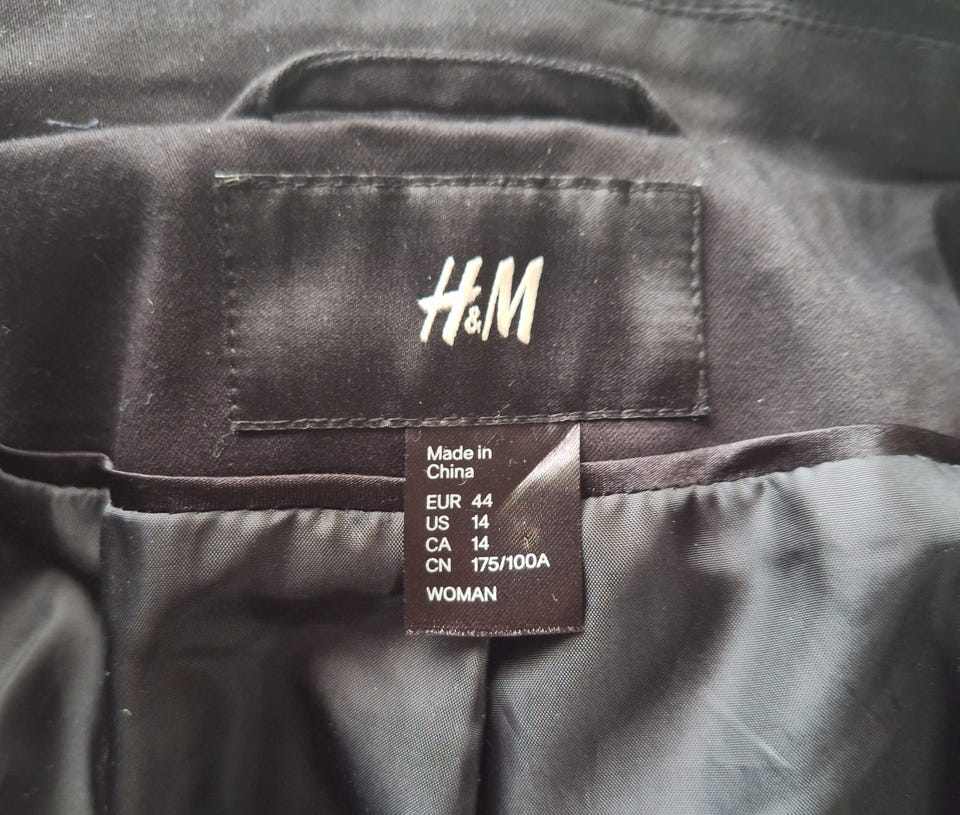 H&M
Made in
China
EUR 44
US 14
CA 14
CN 175/100A
WOMAN